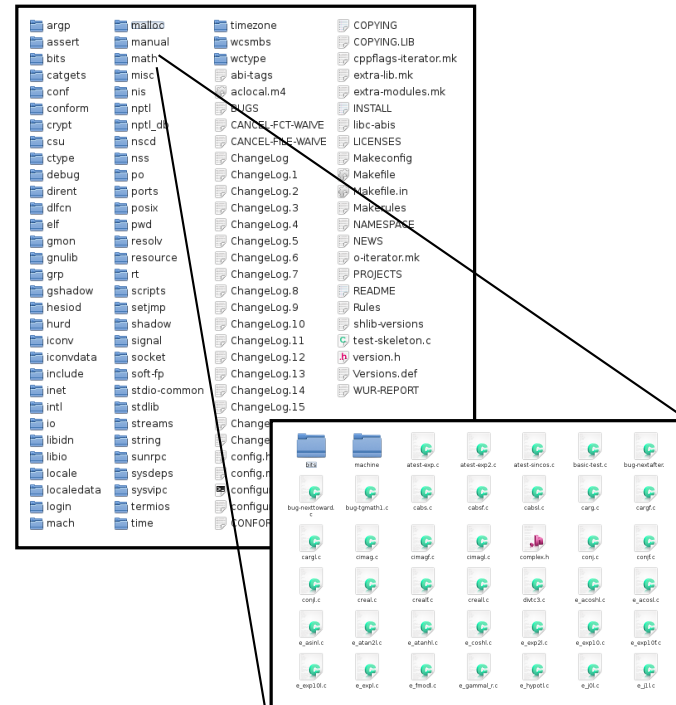 argp
assert
bits
catgets
conf
conform
crypt
csu
ctype
debug
dirent
dlfcn
elf
gmon
gnulib
grp
gshadow
hesiod
hurd
iconv
iconvdata
include
inet
intl
io
libidn
libio
locale
localedata
login
mach
malloc
manual
math
misc
nis
nptl
nptl_db
nscd
nss
po
ports
posix
pwd
resolv
resource
rt
scripts
setjmp
shadow
signal
socket
soft-fp
stdio-common
stdlib
streams
string
sunrpc
sysdeps
sysvipc
termios
time
timezone
wcsmbs
wctype
abi-tags
aclocal.m4
BUGS
CANCEL-FCT-WAIVE
CANCEL-FILE-WAIVE
ChangeLog
ChangeLog.1
ChangeLog.2
ChangeLog.3
ChangeLog.4
ChangeLog.5
ChangeLog.6
ChangeLog.7
ChangeLog.8
ChangeLog.9
ChangeLog.10
ChangeLog.11
ChangeLog.12
ChangeLog.13
ChangeLog.14
ChangeLog.15
Change
Change
config.h
config.
configu
configu
CONFOR
COPYING
COPYING.LIB
cppflags-iterator.mk
extra-lib.mk
extra-modules.mk
INSTALL
libc-abis
LICENSES
Makeconfig
Makefile
Makefile.in
Makerules
NAMESPACE
NEWS
o-iterator.mk
PROJECTS
README
Rules
shlib-versions
test-skeleton.c
version.h
Versions.def
WUR-REPORT
bits machine atest-exp.c atest-exp2.c atest-sincos.c basic-test.c bug-nextafter.
bug-nexttoward.
c
bug-tgmath1.c cabs.c cabsf.c cabsl.c carg.c cargf.c
cargl.c cimag.c cimagf.c cimagl.c complex.h conj.c conjf.c
conjl.c creal.c crealf.c creall.c divtc3.c e_acoshl.c e_acosl.c
e_asinl.c e_atan2l.c e_atanhl.c e_coshl.c e_exp2l.c e_exp10.c e_exp10f.c
e_exp10l.c e_expl.c e_fmodl.c e_gammal_r.c e_hypotl.c e_j0l.c e_j1l.c